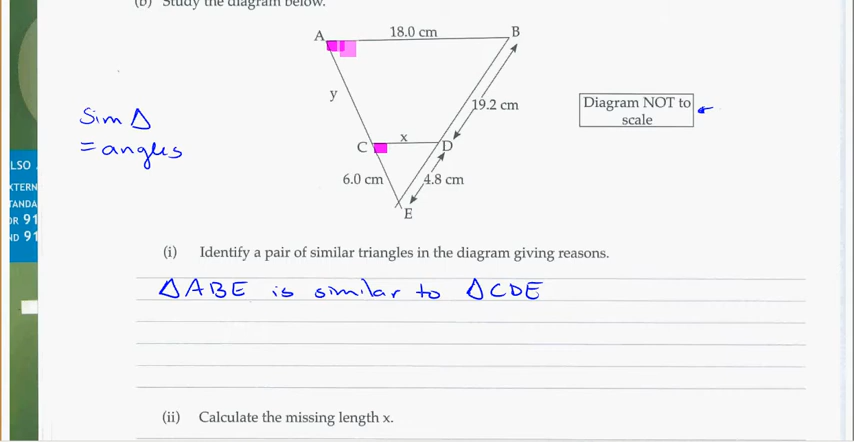 (b) Study the diagram below.
A
18.0 cm
B
y
19.2 cm
Diagram NOT to
scale
Sim Δ
= angles
C
x
D
6.0 cm
4.8 cm
E
LSO
XTERN
TANDA
OR 91
ND 91
(i) Identify a pair of similar triangles in the diagram giving reasons.
ΔABE is similar to ΔCDE
(ii) Calculate the missing length x.